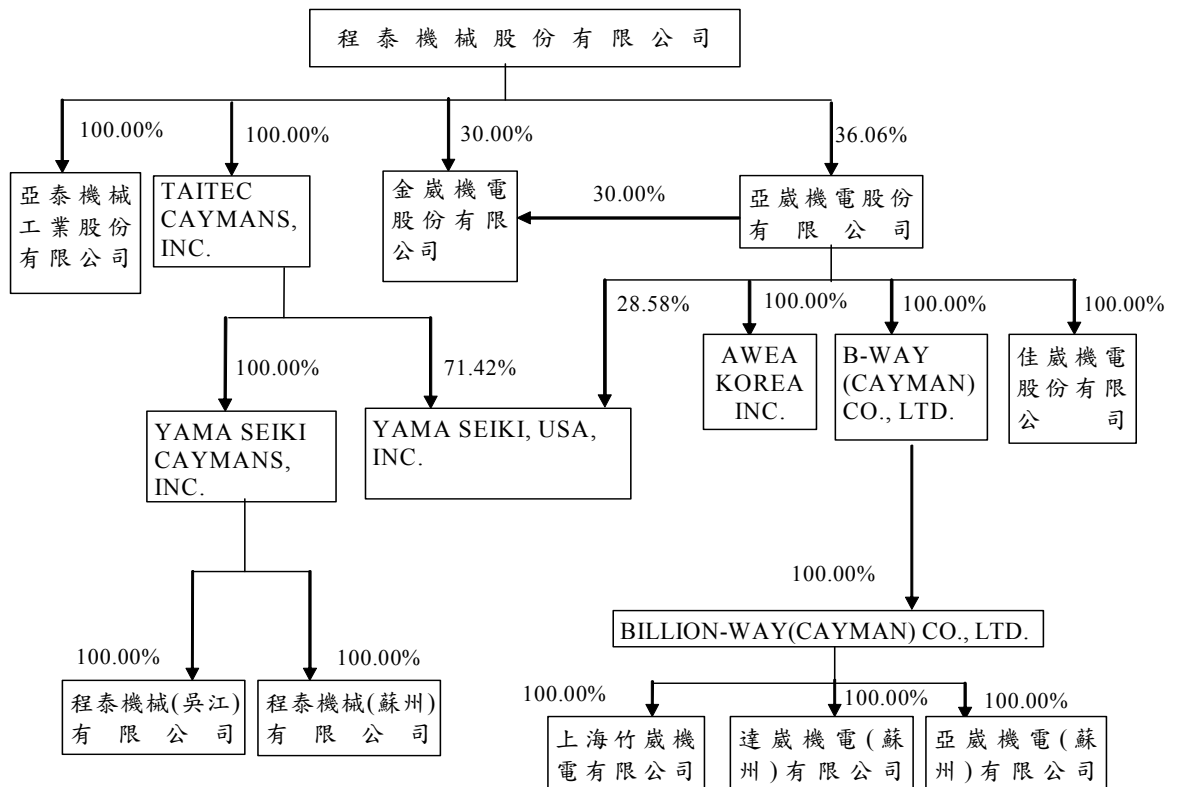 程泰機械股份有限公司
100.00%
100.00%
30.00%
36.06%
亞泰機械
工業股份
有限公司
TAITEC
CAYMANS,
INC.
金崴機電
股份有限
公司
30.00%
亞崴機電股份
有限公司
28.58%
100.00%
100.00%
100.00%
100.00%
71.42%
AWEA
KOREA
INC.
B-WAY
(CAYMAN)
CO., LTD.
佳崴機電
股份有限
公司
YAMA SEIKI
CAYMANS,
INC.
YAMA SEIKI, USA,
INC.
100.00%
BILLION-WAY(CAYMAN) CO., LTD.
100.00%
100.00%
程泰機械(吳江)
有限公司
程泰機械(蘇州)
有限公司
100.00%
100.00%
100.00%
上海竹崴機
電有限公司
達崴機電(蘇
州)有限公司
亞崴機電(蘇
州)有限公司